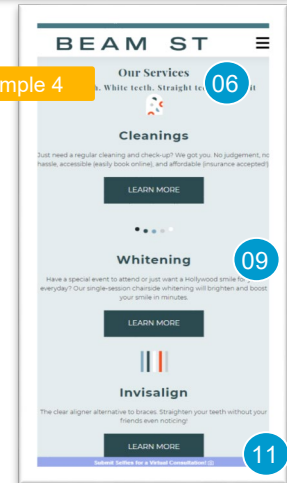 BEAM ST
Our Services
mple 4
White teeth. Straight
06
Cleanings
Just need a regular cleaning and check-up? We got you. No judgement, no
hassle, accessible (easily book online), and affordable (insurance accepted!)
LEARN MORE
Whitening
09
Have a special event to attend or just want a Hollywood smile for
everyday? Our single-session chairside whitening will brighten and boost
your smile in minutes.
LEARN MORE
Invisalign
The clear aligner alternative to braces. Straighten your teeth without your
friends even noticing!
LEARN MORE
11
Submit Selfies for a Virtual Consultation!